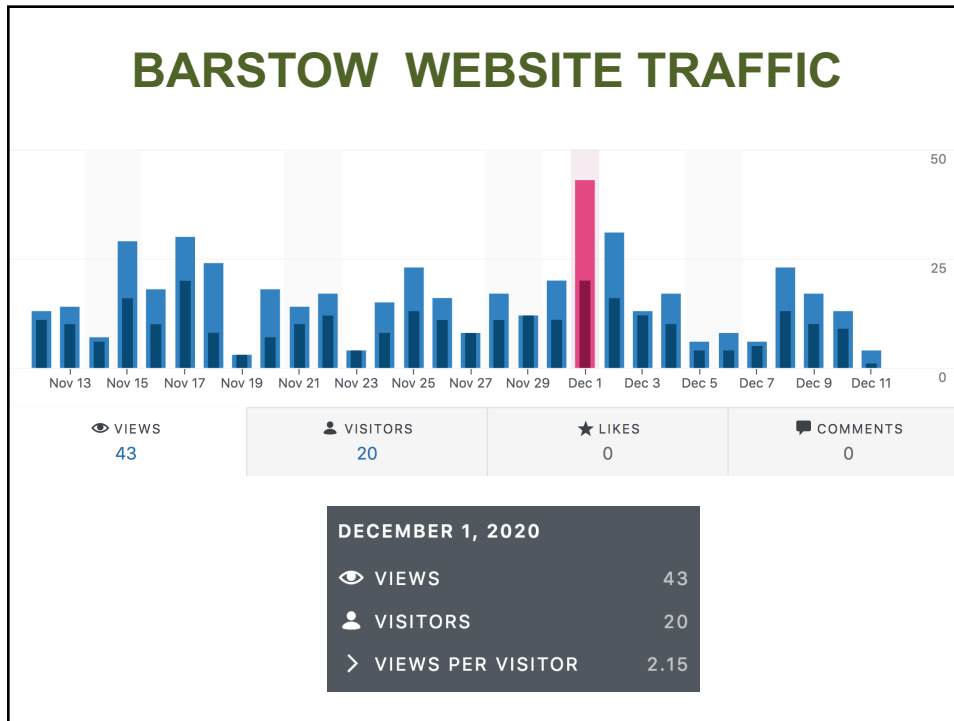 BARSTOW WEBSITE TRAFFIC
50
25
0
Nov 13 Nov 15 Nov 17 Nov 19 Nov 21 Nov 23 Nov 25 Nov 27 Nov 29 Dec 1 Dec 3 Dec 5 Dec 7 Dec 9 Dec 11
VIEWS
43
VISITORS
20
LIKES
0
COMMENTS
0
DECEMBER 1, 2020
VIEWS 43
VISITORS 20
VIEWS PER VISITOR 2.15